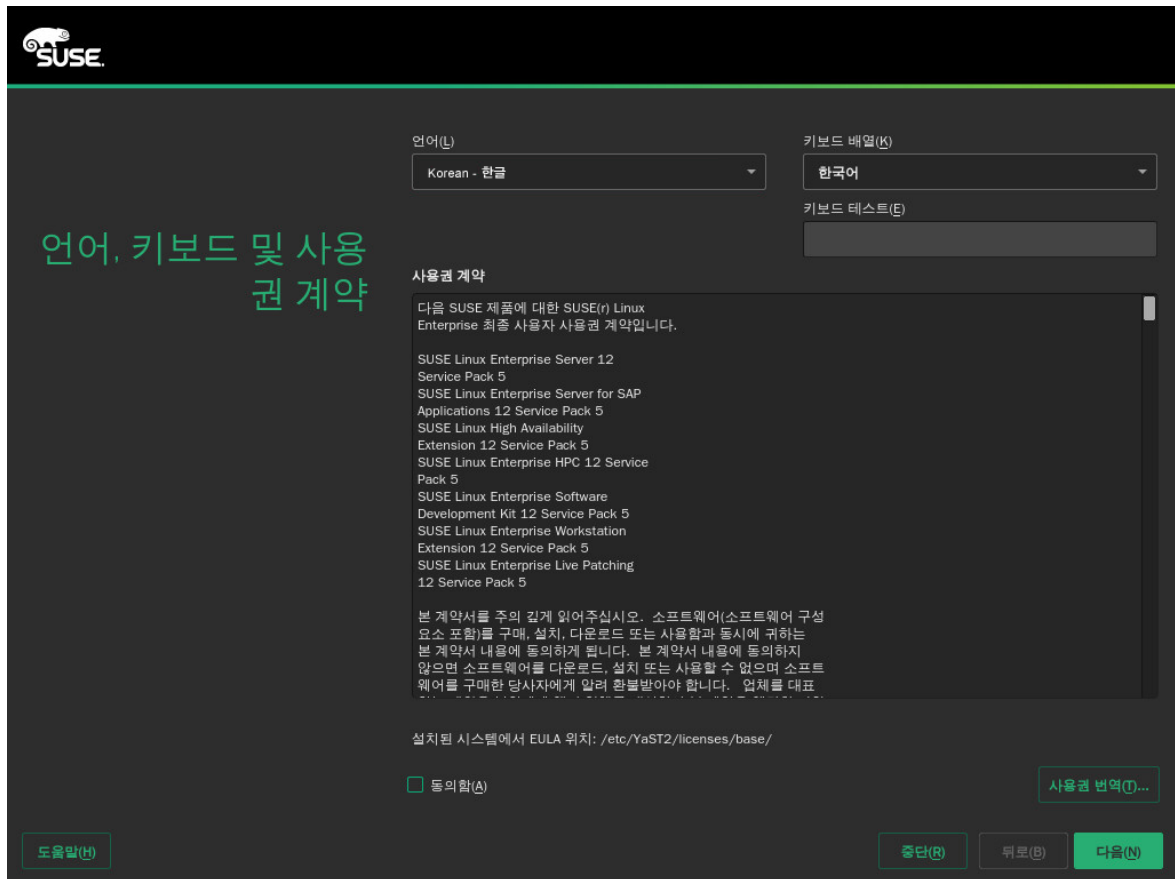 SUSE.
언어(L)
키보드 배열(K)
Korean - 한글
한국어
키보드 테스트(E)
언어, 키보드 및 사용
권 계약
사용권 계약
다음 SUSE 제품에 대한 SUSE(r) Linux
Enterprise 최종 사용자 사용권 계약입니다.
SUSE Linux Enterprise Server 12
Service Pack 5
SUSE Linux Enterprise Server for SAP
Applications 12 Service Pack 5
SUSE Linux High Availability
Extension 12 Service Pack 5
SUSE Linux Enterprise HPC 12 Service
Pack 5
SUSE Linux Enterprise Software
Development Kit 12 Service Pack 5
SUSE Linux Enterprise Workstation
Extension 12 Service Pack 5
SUSE Linux Enterprise Live Patching
12 Service Pack 5
본 계약서를 주의 깊게 읽어주십시오. 소프트웨어(소프트웨어 구성
요소 포함)를 구매, 설치, 다운로드 또는 사용함과 동시에 귀하는
본 계약서 내용에 동의하게 됩니다. 본 계약서 내용에 동의하지
않으면 소프트웨어를 다운로드, 설치 또는 사용할 수 없으며 소프트
웨어를 구매한 당사자에게 알려 환불받아야 합니다. 업체를 대표
설치된 시스템에서 EULA 위치: /etc/YaST2/licenses/base/
동의함(A)
사용권 번역(T)...
도움말(H)
중단(R)
뒤로(B)
다음(N)